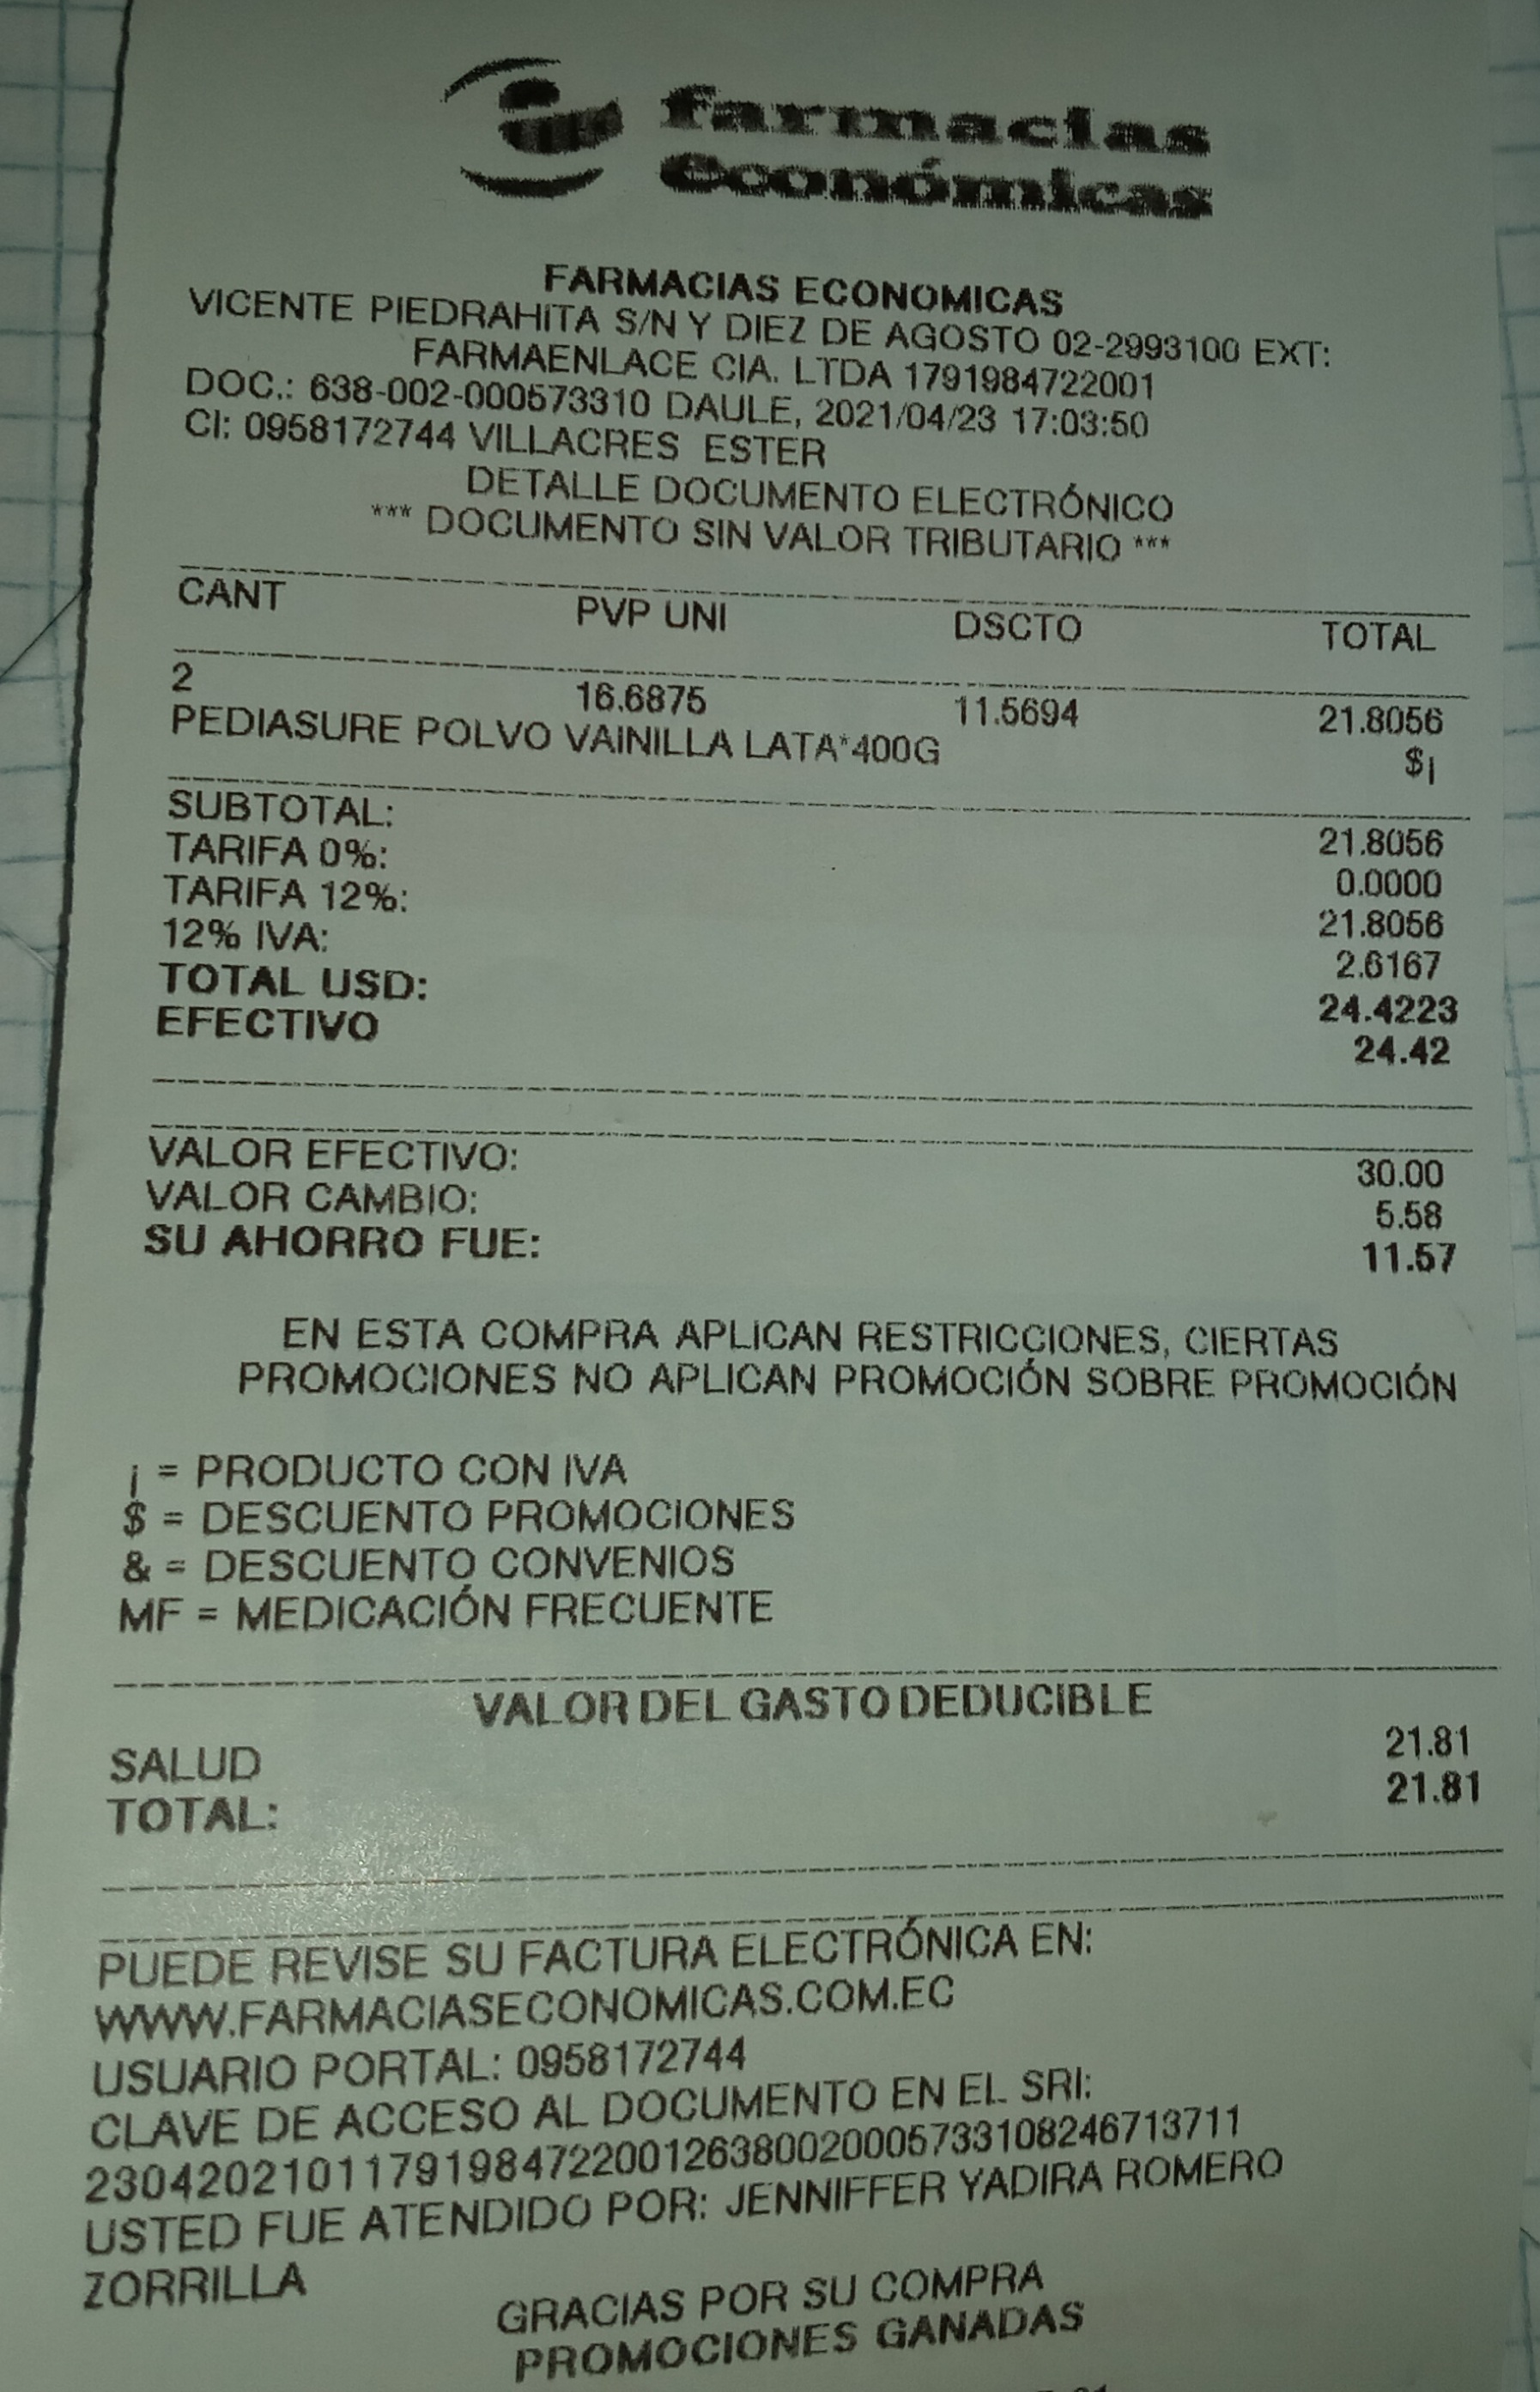 farmacias
económicas
FARMACIAS ECONOMICAS
VICENTE PIEDRAHITA S/N Y DIEZ DE AGOSTO 02-2993100 EXT:
FARMAENLACE CIA. LTDA 1791984722001
DOC.: 638-002-000573310 DAULE, 2021/04/23 17:03:50
CI: 0958172744 VILLACRES ESTER
DETALLE DOCUMENTO ELECTRÓNICO
*** DOCUMENTO SIN VALOR TRIBUTARIO ***
CANT PVP UNI DSCTO TOTAL
2 16.6875 11.5694 21.8056
PEDIASURE POLVO VAINILLA LATA*400G $¡
SUBTOTAL: 21.8056
TARIFA 0%: 0.0000
TARIFA 12%: 21.8056
12% IVA: 2.6167
TOTAL USD: 24.4223
EFECTIVO 24.42
VALOR EFECTIVO: 30.00
VALOR CAMBIO: 5.58
SU AHORRO FUE: 11.57
EN ESTA COMPRA APLICAN RESTRICCIONES, CIERTAS
PROMOCIONES NO APLICAN PROMOCIÓN SOBRE PROMOCIÓN
¡ = PRODUCTO CON IVA
$ = DESCUENTO PROMOCIONES
& = DESCUENTO CONVENIOS
MF = MEDICACIÓN FRECUENTE
VALOR DEL GASTO DEDUCIBLE
SALUD 21.81
TOTAL: 21.81
PUEDE REVISE SU FACTURA ELECTRÓNICA EN:
WWW.FARMACIASECONOMICAS.COM.EC
USUARIO PORTAL: 0958172744
CLAVE DE ACCESO AL DOCUMENTO EN EL SRI:
2304202101179198472200126380020005733108246713711
USTED FUE ATENDIDO POR: JENNIFFER YADIRA ROMERO
ZORRILLA
GRACIAS POR SU COMPRA
PROMOCIONES GANADAS